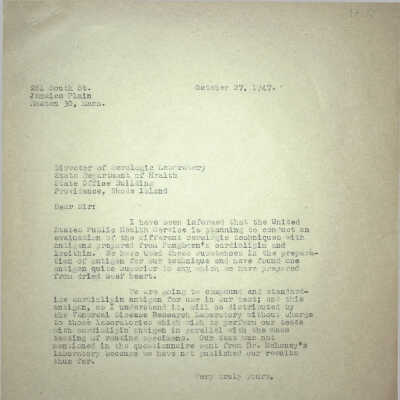 281 South St.
Jamaica Plain
Boston 30, Mass.
October 27, 1947.
Director of Serologic Laboratory
State Department of Health
State Office Building
Providence, Rhode Island
Dear Sir:
I have been informed that the United
States Public Health Service is planning to conduct an
evaluation of the different serologic techniques with
antigens prepared from Pangborn's cardiolipin and
lecithin. We have used these substances in the prepara-
tion of antigen for our technique and have found one
antigen quite superior to any which we have prepared
from dried beef heart.
We are going to compound and standard-
ize cardiolipin antigen for use in our test; and this
antigen, as I understand it, will be distributed by
the Venereal Disease Research Laboratory without charge
to those laboratories which wish to perform our tests
with cardiolipin antigen in parallel with the mass
testing of routine specimens. Our test was not
mentioned in the questionnaire sent from Dr. Mahoney's
laboratory because we have not published our results
thus far.
Very truly yours,